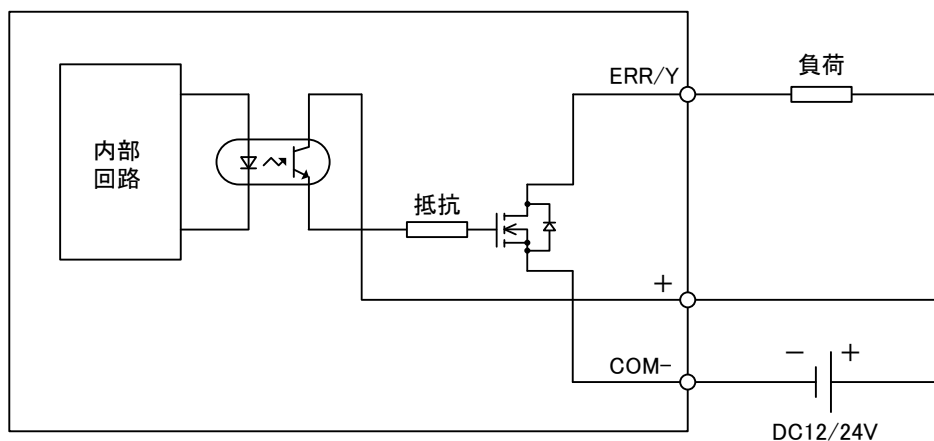 ERR/Y
負荷
内部
回路
抵抗
+
COM-
- +
DC12/24V